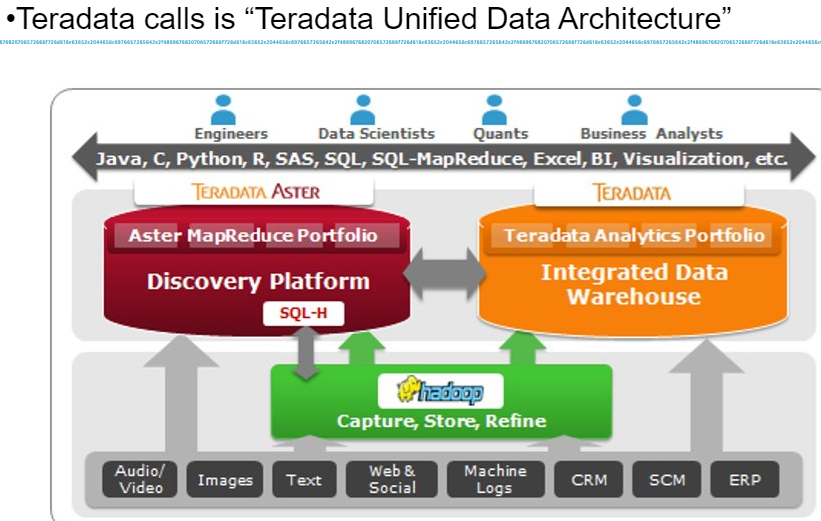 •Teradata calls is “Teradata Unified Data Architecture”
Engineers
Data Scientists
Quants
Business Analysts
Java, C, Python, R, SAS, SQL, SQL-MapReduce, Excel, BI, Visualization, etc.
TERADATA ASTER
TERADATA
Aster MapReduce Portfolio
Teradata Analytics Portfolio
Discovery Platform
Integrated Data
Warehouse
SQL-H
hadoop
Capture, Store, Refine
Audio/
Video
Images
Text
Web &
Social
Machine
Logs
CRM
SCM
ERP